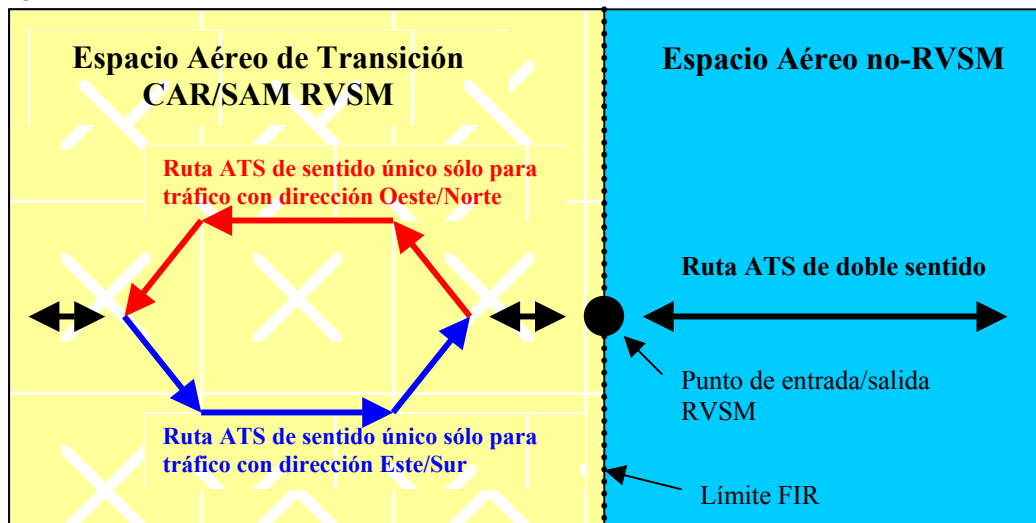 Espacio Aéreo de Transición
CAR/SAM RVSM
Espacio Aéreo no-RVSM
Ruta ATS de sentido único sólo para
tráfico con dirección Oeste/Norte
Ruta ATS de doble sentido
Punto de entrada/salida
RVSM
Ruta ATS de sentido único sólo para
tráfico con dirección Este/Sur
Límite FIR